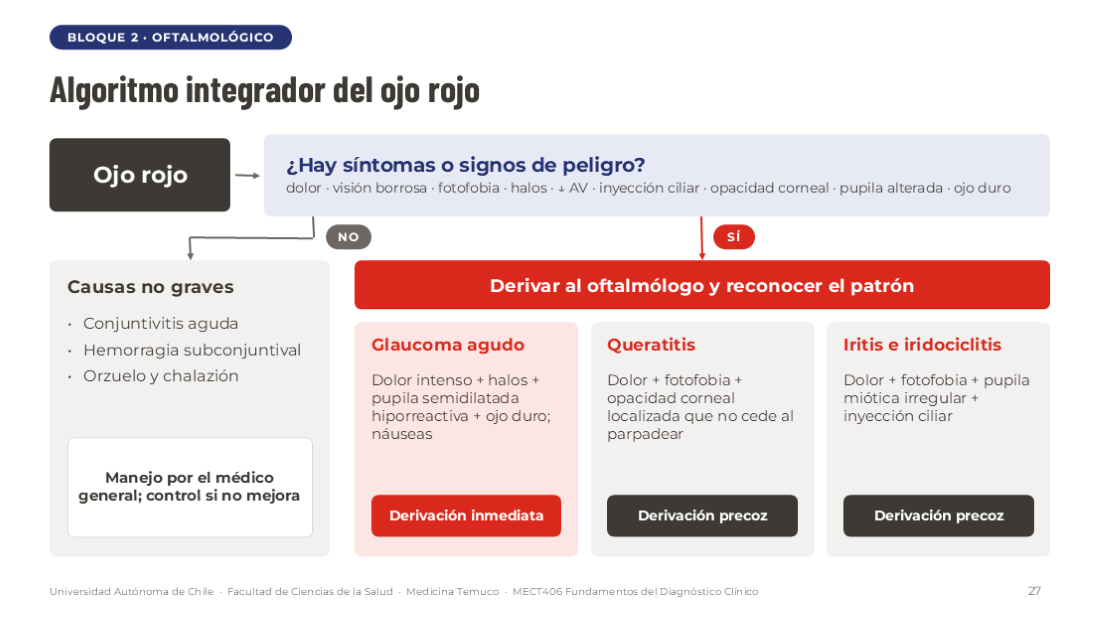 BLOQUE 2 · OFTALMOLÓGICO
Algoritmo integrador del ojo rojo
Ojo rojo
¿Hay síntomas o signos de peligro?
dolor · visión borrosa · fotofobia · halos · ↓ AV · inyección ciliar · opacidad corneal · pupila alterada · ojo duro
NO
SÍ
Causas no graves
· Conjuntivitis aguda
· Hemorragia subconjuntival
· Orzuelo y chalazión
Manejo por el médico
general; control si no mejora
Derivar al oftalmólogo y reconocer el patrón
Glaucoma agudo
Dolor intenso + halos +
pupila semidilatada
hiporreactiva + ojo duro;
náuseas
Derivación inmediata
Queratitis
Dolor + fotofobia +
opacidad corneal
localizada que no cede al
parpadear
Derivación precoz
Iritis e iridociclitis
Dolor + fotofobia + pupila
miótica irregular +
inyección ciliar
Derivación precoz
Universidad Autónoma de Chile · Facultad de Ciencias de la Salud · Medicina Temuco · MECT406 Fundamentos del Diagnóstico Clínico
27